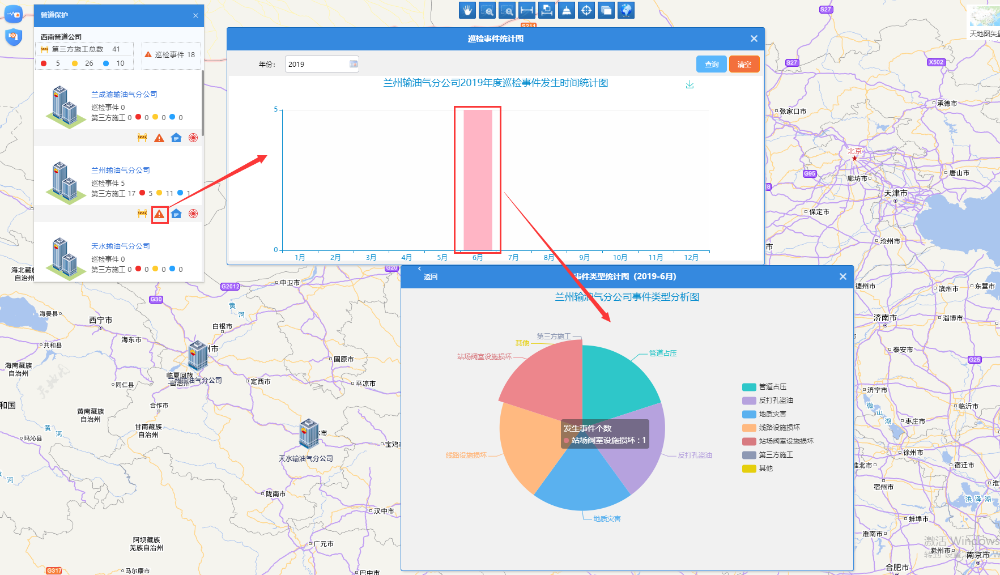 管道保护
西南管道公司
第三方施工总数 41
5 26 10
巡检事件 18
兰成渝输油气分公司
巡检事件 0
第三方施工 0 0 0 0
兰州输油气分公司
巡检事件 5
第三方施工 17 5 11 1
天水输油气分公司
巡检事件 0
第三方施工 0 0 0 0
巡检事件统计图
年份：
2019
查询
清空
兰州输油气分公司2019年度巡检事件发生时间统计图
5
0
1月 2月 3月 4月 5月 6月 7月 8月 9月 10月 11月 12月
返回
事件类型统计图（2019-6月）
兰州输油气分公司事件类型分析图
第三方施工
其他
站场阀室设施损坏
管道占压
线路设施损坏
反打孔盗油
地质灾害
发生事件个数
站场阀室设施损坏 : 1
管道占压
反打孔盗油
地质灾害
线路设施损坏
站场阀室设施损坏
第三方施工
其他
S27
S211
天地图矢量
S27
X502
张家口市
承德市
北京
G95
唐山市
廊坊市
天津市
保定市
沧州市
德州市
滨州市
东营市
济南市
淄博市
泰安市
G25
济宁市
临沂市
微山湖
枣庄市
徐州市
淮北市
宿迁市
宿州市
洪泽湖
蚌埠市
淮南市
滁州市
南京市
合肥市
激活 Windows
海北藏族
自治州
G2012
中卫市
G20
G30
黄河
海晏县
西宁市
白银市
海东市
共和县
固原市
海南藏族
自治州
临夏回族
兰州输油气分公司
定西市
平凉市
同仁县
合作市
和国
黄南藏族
自治州
甘南藏族
自治州
黄河
玛沁县
宝鸡市
天水输油气分公司
陇南市
汉中市
阿坝藏族
羌族自治州
广元市
G317
马尔康市
巴中市